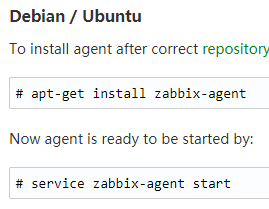 Debian / Ubuntu
To install agent after correct repository
# apt-get install zabbix-agent
Now agent is ready to be started by:
# service zabbix-agent start